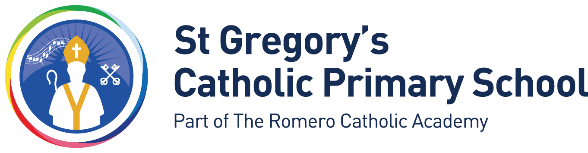 St Gregory's
Catholic Primary School
Part of The Romero Catholic Academy